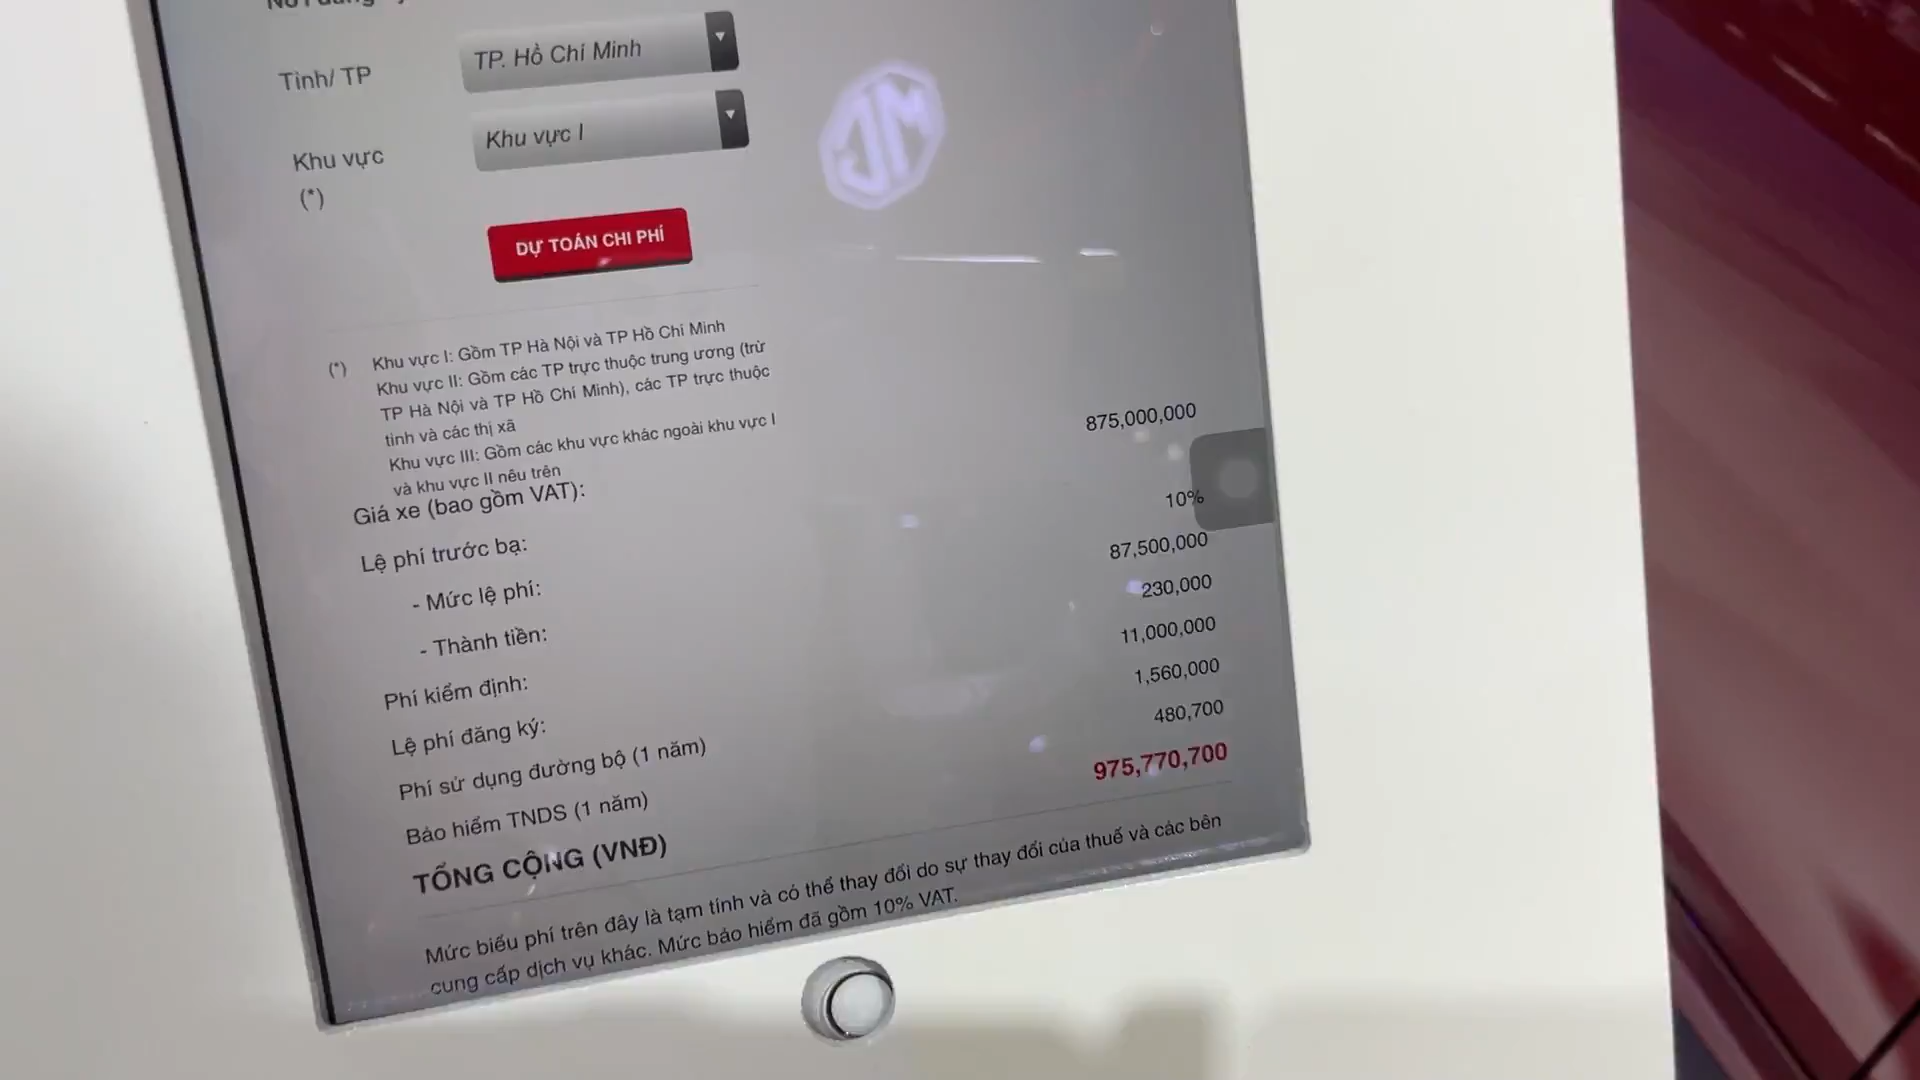 Tỉnh/ TP
TP. Hồ Chí Minh
Khu vực
(*)
Khu vực I
DỰ TOÁN CHI PHÍ
(*) Khu vực I: Gồm TP Hà Nội và TP Hồ Chí Minh
Khu vực II: Gồm các TP trực thuộc trung ương (trừ
TP Hà Nội và TP Hồ Chí Minh), các TP trực thuộc
tỉnh và các thị xã
Khu vực III: Gồm các khu vực khác ngoài khu vực I
và khu vực II nêu trên
Giá xe (bao gồm VAT): 875,000,000
Lệ phí trước bạ:
- Mức lệ phí: 10%
- Thành tiền: 87,500,000
Phí kiểm định: 230,000
Lệ phí đăng ký: 11,000,000
Phí sử dụng đường bộ (1 năm) 1,560,000
Bảo hiểm TNDS (1 năm) 480,700
TỔNG CỘNG (VNĐ) 975,770,700
Mức biểu phí trên đây là tạm tính và có thể thay đổi do sự thay đổi của thuế và các bên
cung cấp dịch vụ khác. Mức bảo hiểm đã gồm 10% VAT.